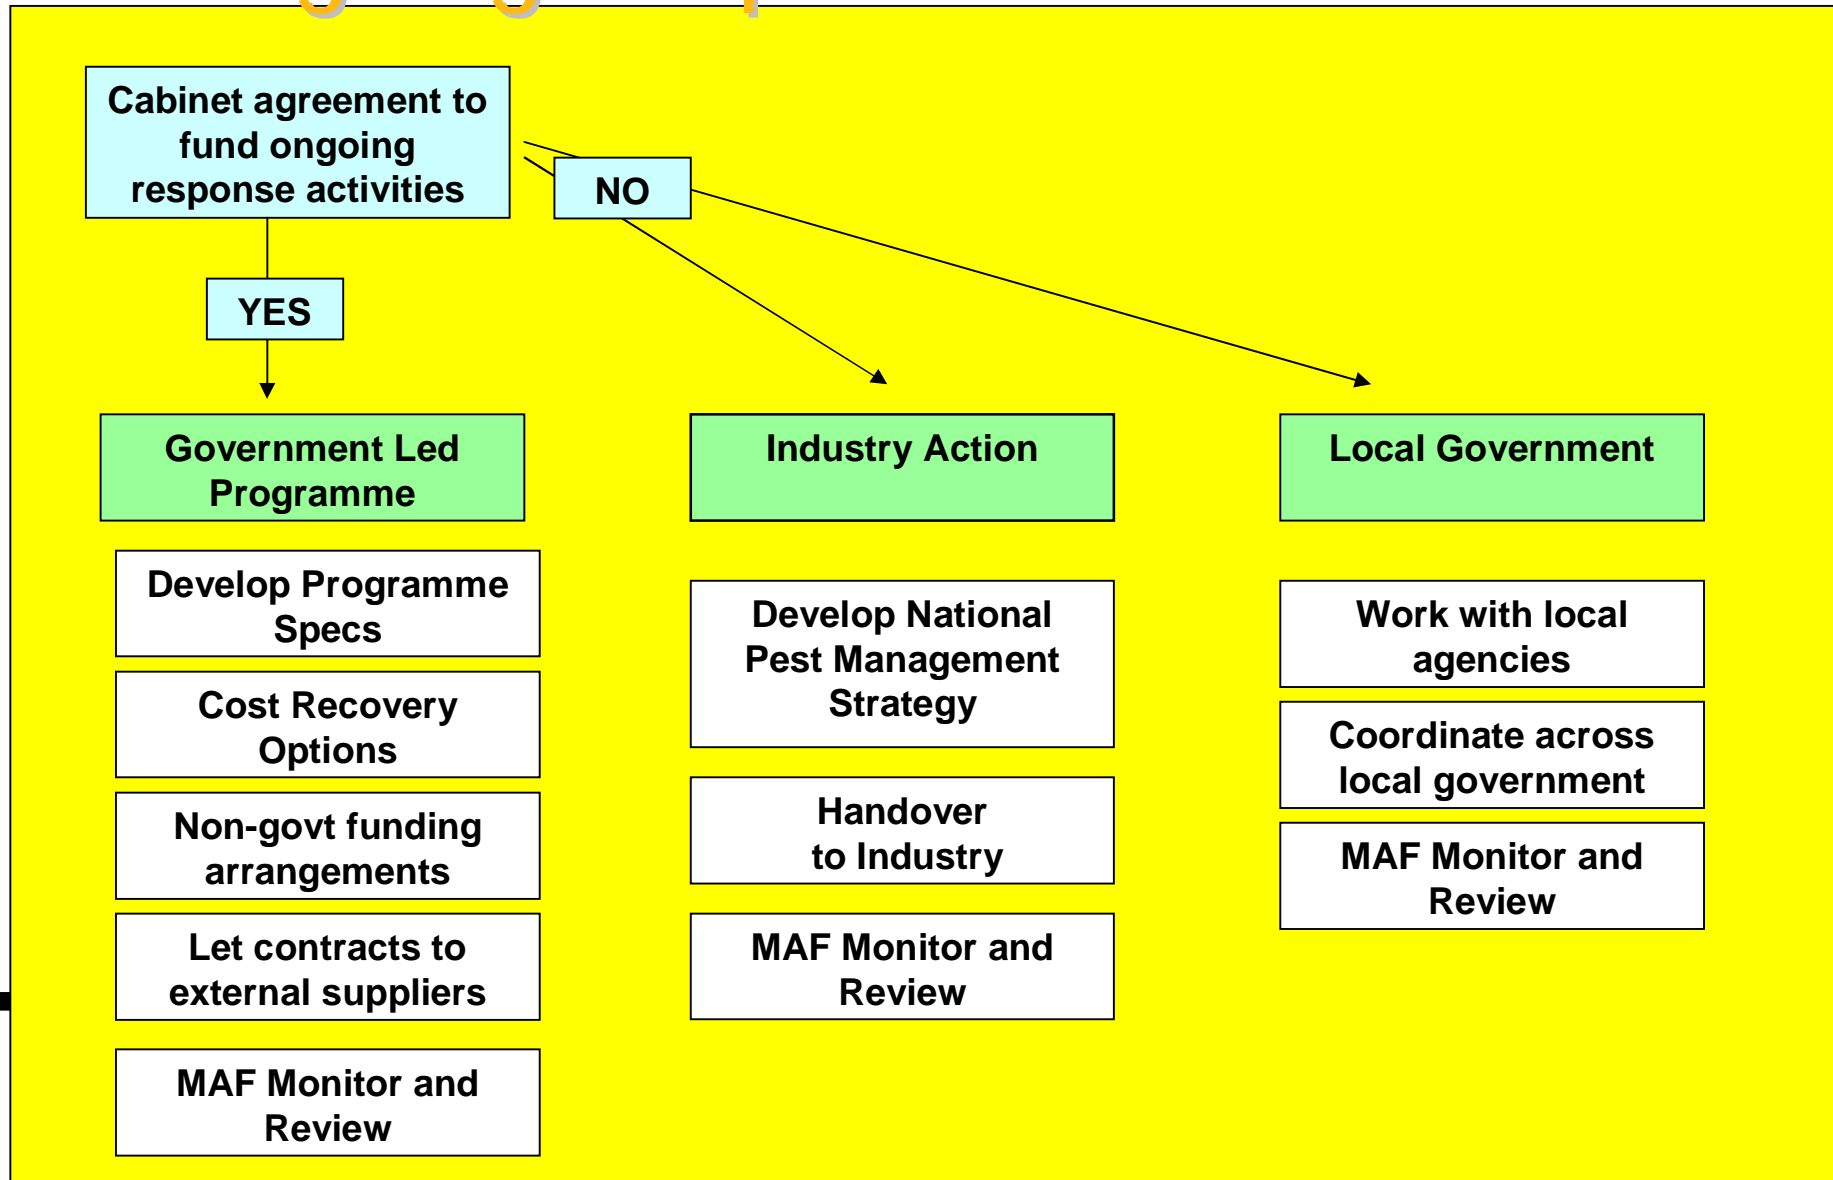 Cabinet agreement to
fund ongoing
response activities
NO
YES
Government Led
Programme
Develop Programme
Specs
Cost Recovery
Options
Non-govt funding
arrangements
Let contracts to
external suppliers
MAF Monitor and
Review
Industry Action
Develop National
Pest Management
Strategy
Handover
to Industry
MAF Monitor and
Review
Local Government
Work with local
agencies
Coordinate across
local government
MAF Monitor and
Review